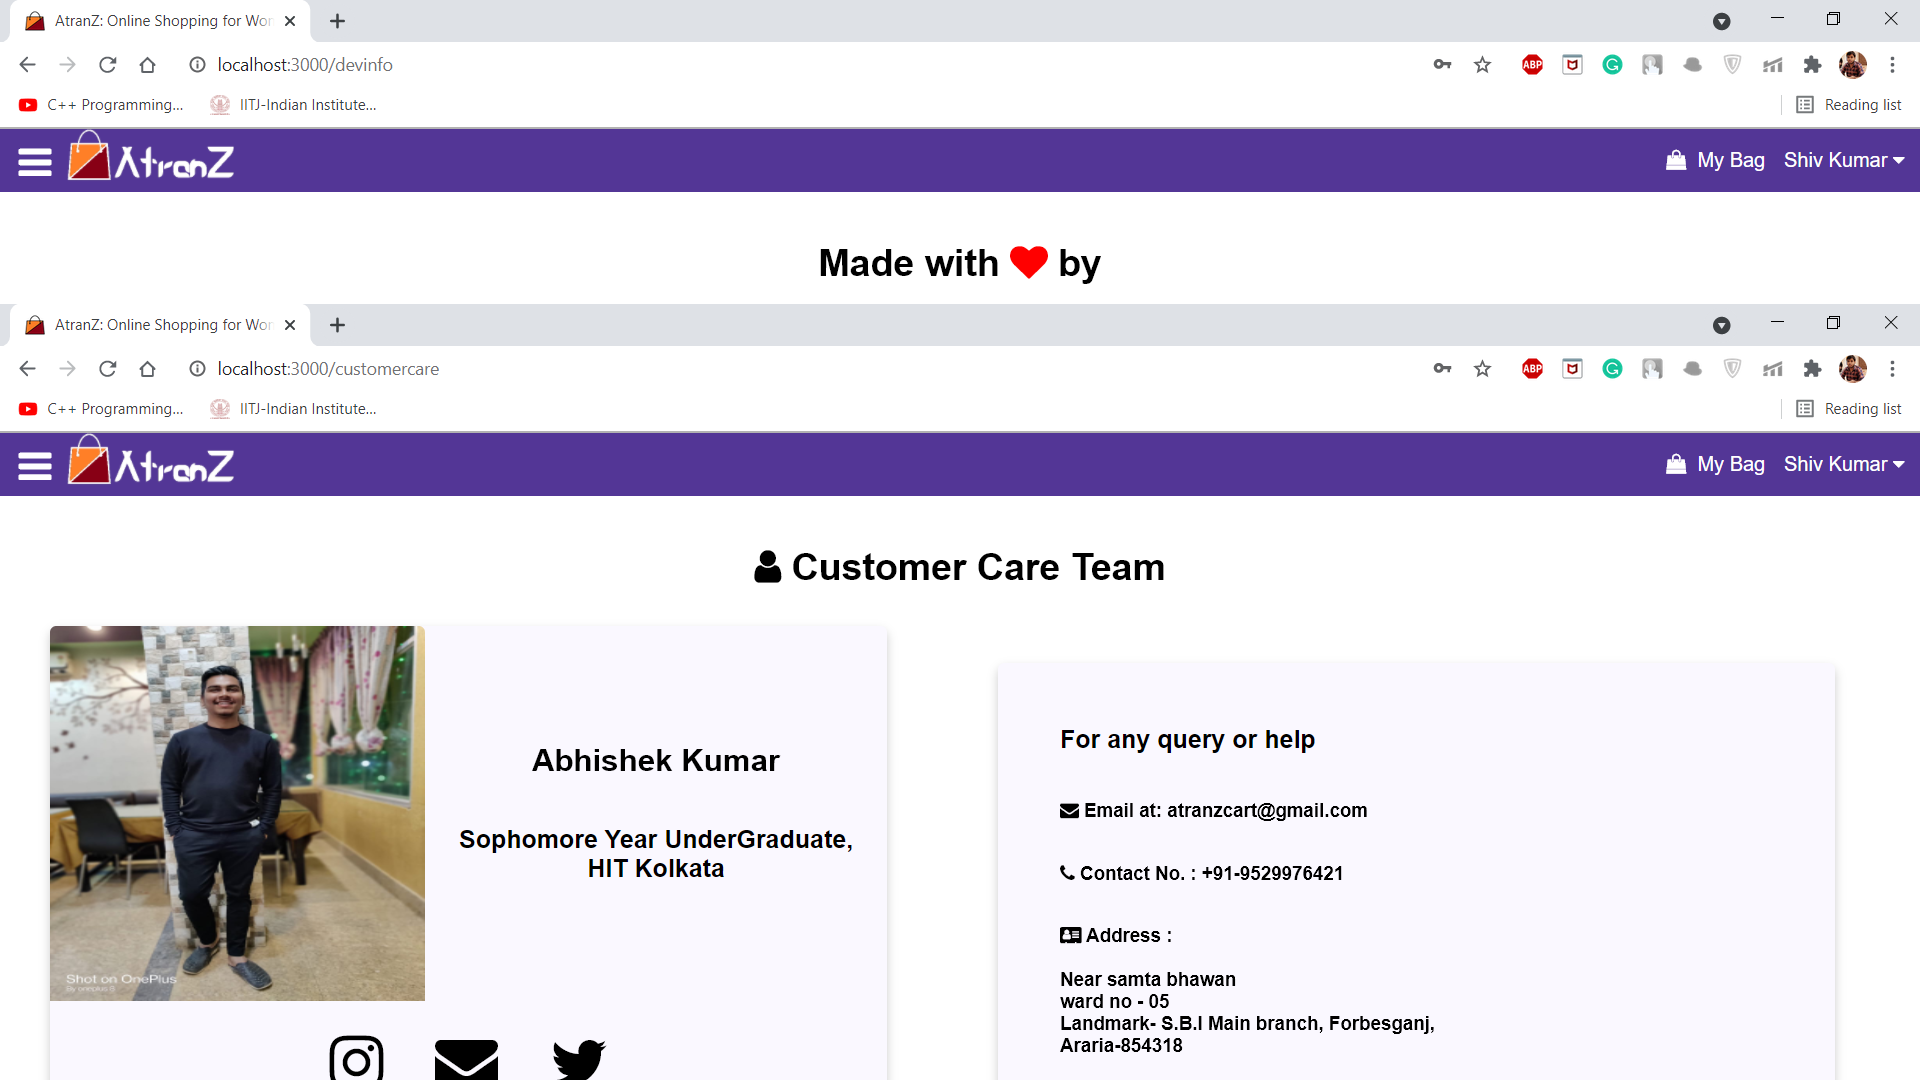 AtranZ: Online Shopping for Wor
localhost:3000/devinfo
ABP
C++ Programming...
IITJ-Indian Institute...
Reading list
AtranZ
My Bag
Shiv Kumar
Made with by
AtranZ: Online Shopping for Wor
localhost:3000/customercare
ABP
C++ Programming...
IITJ-Indian Institute...
Reading list
AtranZ
My Bag
Shiv Kumar
Customer Care Team
Abhishek Kumar
Sophomore Year UnderGraduate,
HIT Kolkata
Shot on OnePlus
For any query or help
Email at: atranzcart@gmail.com
Contact No. : +91-9529976421
Address :
Near samta bhawan
ward no - 05
Landmark- S.B.I Main branch, Forbesganj,
Araria-854318